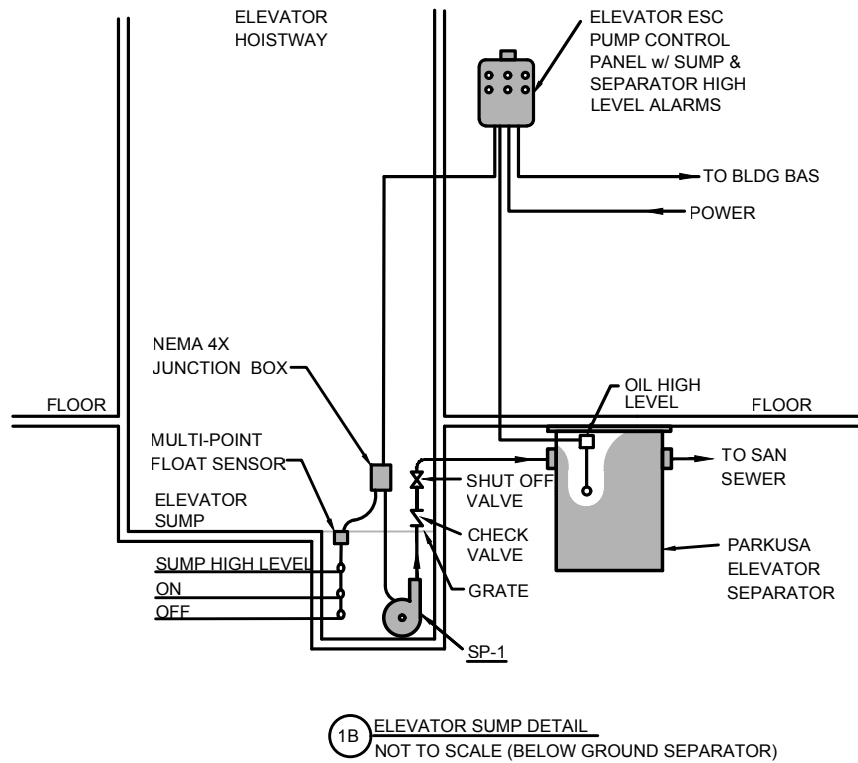 ELEVATOR
HOISTWAY
ELEVATOR ESC
PUMP CONTROL
PANEL w/ SUMP &
SEPARATOR HIGH
LEVEL ALARMS
TO BLDG BAS
POWER
NEMA 4X
JUNCTION BOX
FLOOR
OIL HIGH
LEVEL
FLOOR
MULTI-POINT
FLOAT SENSOR
TO SAN
SEWER
SHUT OFF
VALVE
ELEVATOR
SUMP
CHECK
VALVE
PARKUSA
ELEVATOR
SEPARATOR
SUMP HIGH LEVEL
ON
OFF
GRATE
SP-1
1B
ELEVATOR SUMP DETAIL
NOT TO SCALE (BELOW GROUND SEPARATOR)